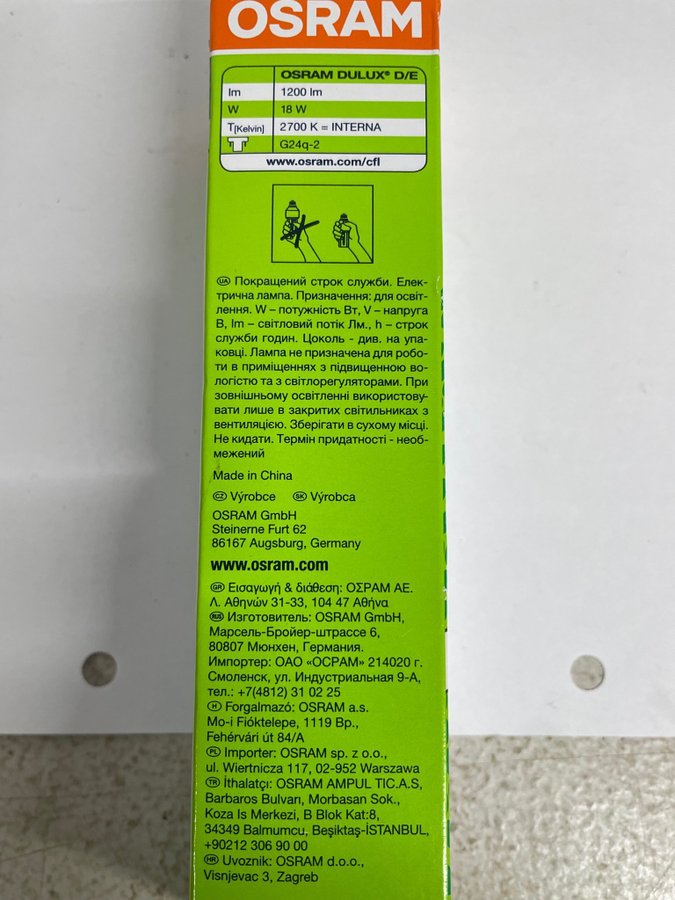 OSRAM
OSRAM DULUX® D/E
lm 1200 lm
W 18 W
T[Kelvin] 2700 K = INTERNA
G24q-2
www.osram.com/cfl
UA Покращений строк служби. Елек-
трична лампа. Призначення: для освіт-
лення. W – потужність Вт, V – напруга
В, lm – світловий потік Лм., h – строк
служби годин. Цоколь - див. на упа-
ковці. Лампа не призначена для робо-
ти в приміщеннях з підвищенною во-
логістю та з світлорегуляторами. При
зовнішньому освітленні використову-
вати лише в закритих світильниках з
вентиляцією. Зберігати в сухому місці.
Не кидати. Термін придатності - необ-
межений
Made in China
CZ Výrobce SK Výrobca
OSRAM GmbH
Steinerne Furt 62
86167 Augsburg, Germany
www.osram.com
GR Εισαγωγή & διάθεση: ΟΣΡΑΜ ΑΕ.
Λ. Αθηνών 31-33, 104 47 Αθήνα
RUS Изготовитель: OSRAM GmbH,
Марсель-Бройер-штрассе 6,
80807 Мюнхен, Германия.
Импортер: ОАО «ОСРАМ» 214020 г.
Смоленск, ул. Индустриальная 9-А,
тел.: +7(4812) 31 02 25
H Forgalmazó: OSRAM a.s.
Mo-i Fióktelepe, 1119 Bp.,
Fehérvári út 84/A
PL Importer: OSRAM sp. z o.o.,
ul. Wiertnicza 117, 02-952 Warszawa
TR İthalatçı: OSRAM AMPUL TIC.A.S,
Barbaros Bulvarı, Morbasan Sok.,
Koza Is Merkezi, B Blok Kat:8,
34349 Balmumcu, Beşiktaş-İSTANBUL,
+90212 306 90 00
HR Uvoznik: OSRAM d.o.o.,
Visnjevac 3, Zagreb